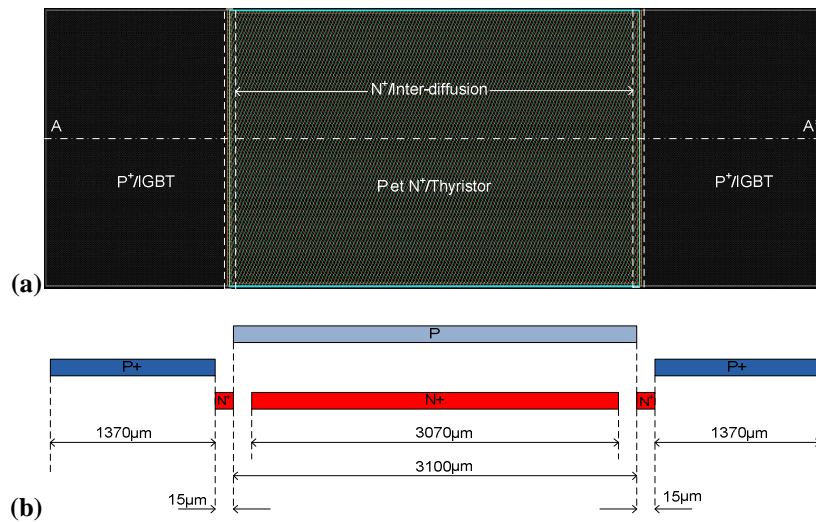 N⁺/Inter-diffusion
A A'
P⁺/IGBT P et N⁺/Thyristor P⁺/IGBT
(a)
P
P+ P+
N⁺ N+ N⁺
1370µm 3070µm 1370µm
3100µm
(b)
15µm 15µm